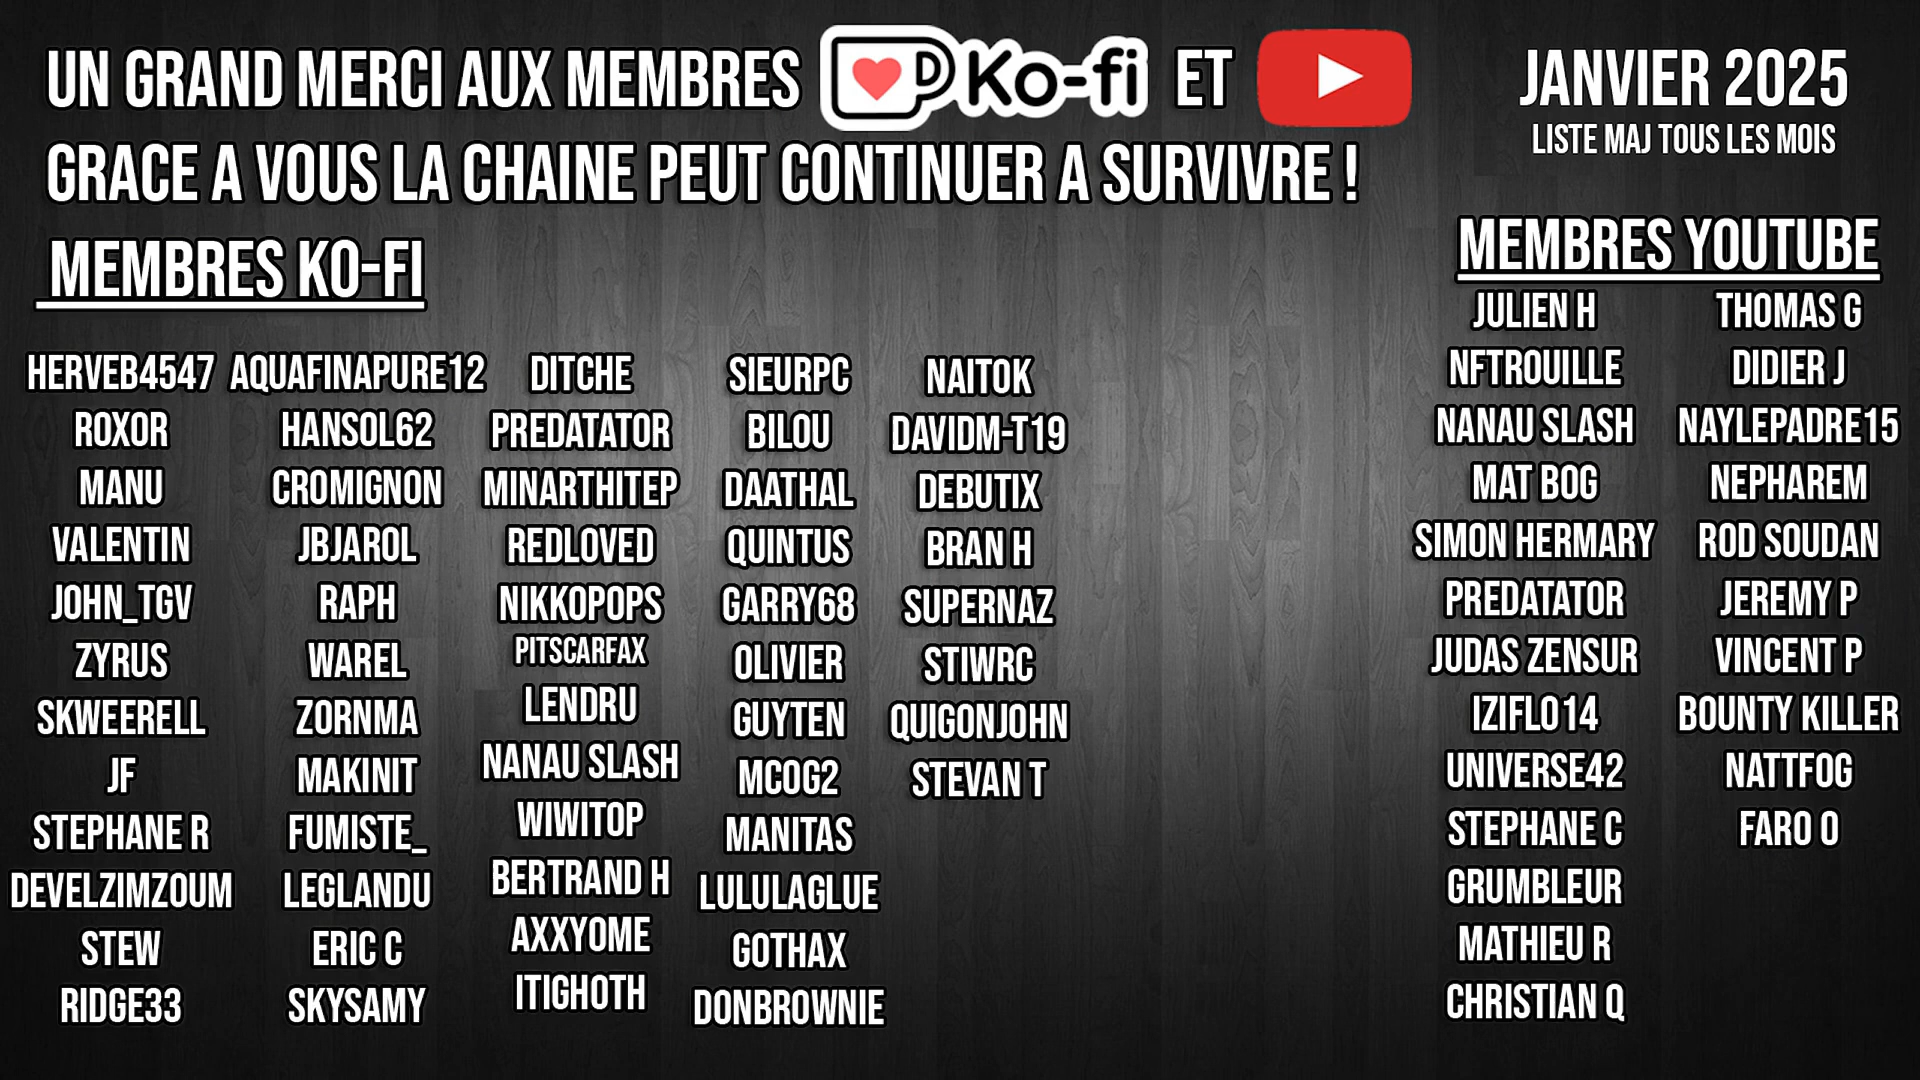 UN GRAND MERCI AUX MEMBRES Ko-fi ET
GRACE A VOUS LA CHAINE PEUT CONTINUER A SURVIVRE !
JANVIER 2025
LISTE MAJ TOUS LES MOIS
MEMBRES KO-FI
HERVEB4547
ROXOR
MANU
VALENTIN
JOHN_TGV
ZYRUS
SKWEERELL
JF
STEPHANE R
DEVELZIMZOUM
STEW
RIDGE33
AQUAFINAPURE12
HANSOL62
CROMIGNON
JBJAROL
RAPH
WAREL
ZORNMA
MAKINIT
FUMISTE_
LEGLANDU
ERIC C
SKYSAMY
DITCHE
PREDATATOR
MINARTHITEP
REDLOVED
NIKKOPOPS
PITSCARFAX
LENDRU
NANAU SLASH
WIWITOP
BERTRAND H
AXXYOME
ITIGHOTH
SIEURPC
BILOU
DAATHAL
QUINTUS
GARRY68
OLIVIER
GUYTEN
MCOG2
MANITAS
LULULAGLUE
GOTHAX
DONBROWNIE
NAITOK
DAVIDM-T19
DEBUTIX
BRAN H
SUPERNAZ
STIWRC
QUIGONJOHN
STEVAN T
MEMBRES YOUTUBE
JULIEN H
NFTROUILLE
NANAU SLASH
MAT BOG
SIMON HERMARY
PREDATATOR
JUDAS ZENSUR
IZIFLO14
UNIVERSE42
STEPHANE C
GRUMBLEUR
MATHIEU R
CHRISTIAN Q
THOMAS G
DIDIER J
NAYLEPADRE15
NEPHAREM
ROD SOUDAN
JEREMY P
VINCENT P
BOUNTY KILLER
NATTFOG
FARO O